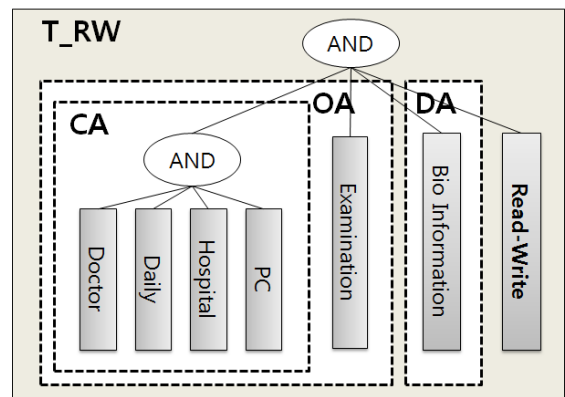 T_RW
AND
OA
DA
CA
AND
Doctor
Daily
Hospital
PC
Examination
Bio Information
Read-Write